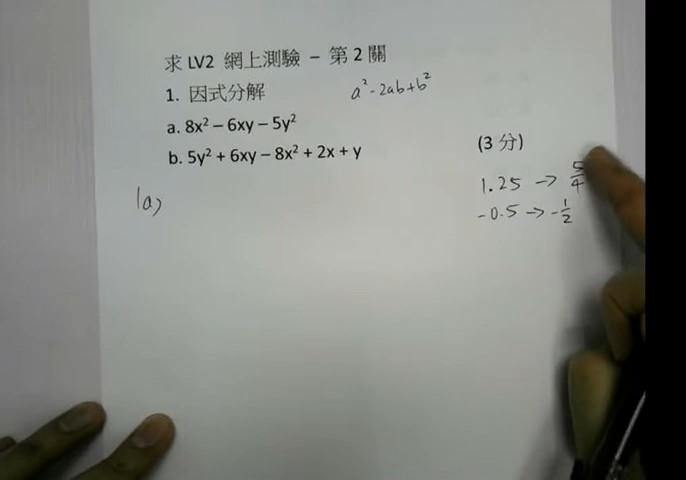 求 LV2 網上測驗 – 第 2 關
1. 因式分解
a²-2ab+b²
a. 8x² – 6xy – 5y²
b. 5y² + 6xy – 8x² + 2x + y
(3 分)
1.25 → 5/4
-0.5 → -1/2
1a)